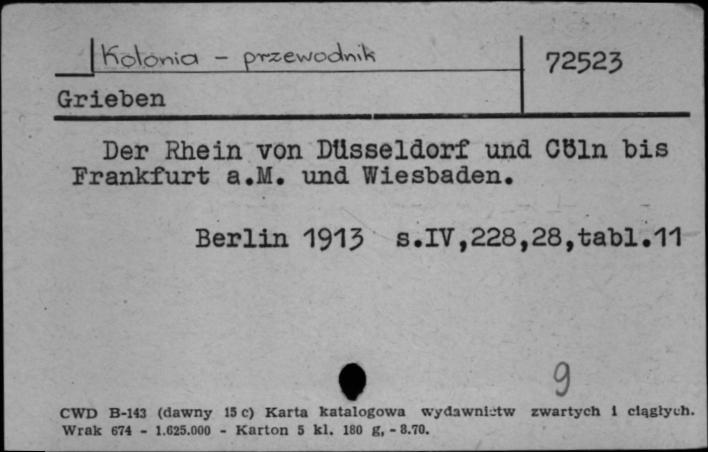 Kolonia - przewodnik
72523
Grieben
Der Rhein von Düsseldorf und Cöln bis
Frankfurt a.M. und Wiesbaden.
Berlin 1913 s.IV,228,28,tabl.11
9
CWD B-143 (dawny 15 c) Karta katalogowa wydawnictw zwartych i ciągłych.
Wrak 674 - 1.625.000 - Karton 5 kl. 180 g, - 8.70.